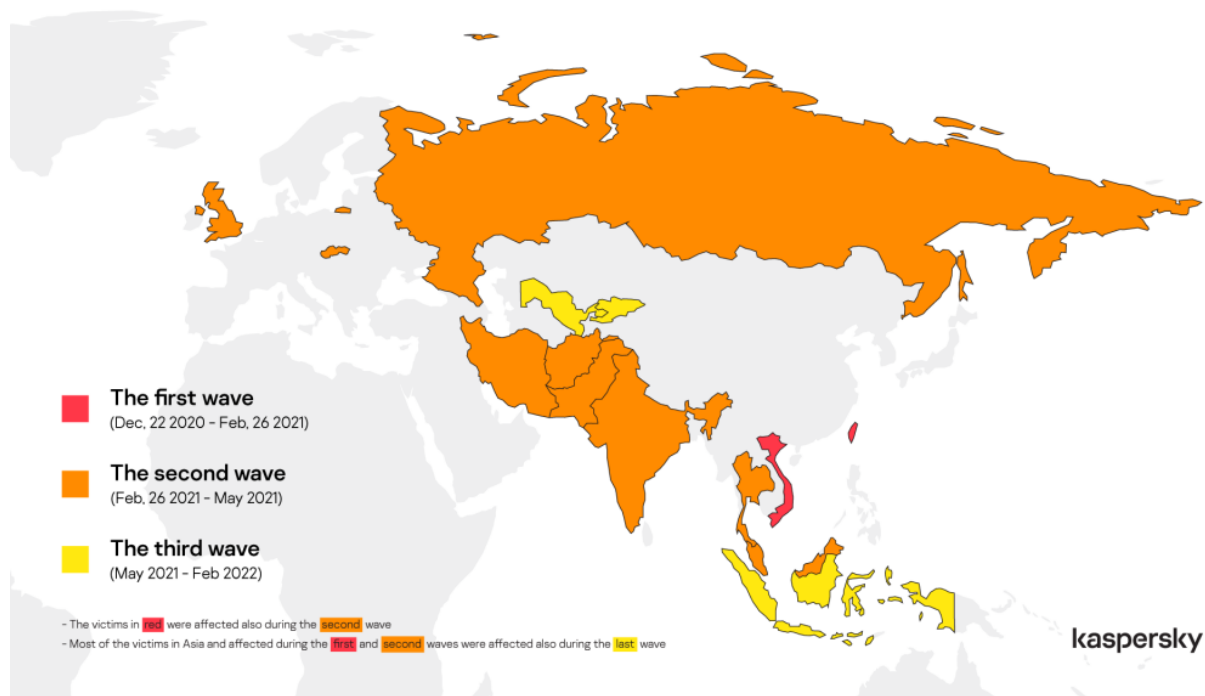 The first wave
(Dec, 22 2020 – Feb, 26 2021)
The second wave
(Feb, 26 2021 – May 2021)
The third wave
(May 2021 – Feb 2022)
– The victims in red were affected also during the second wave
– Most of the victims in Asia and affected during the first and second waves were affected also during the last wave
kaspersky